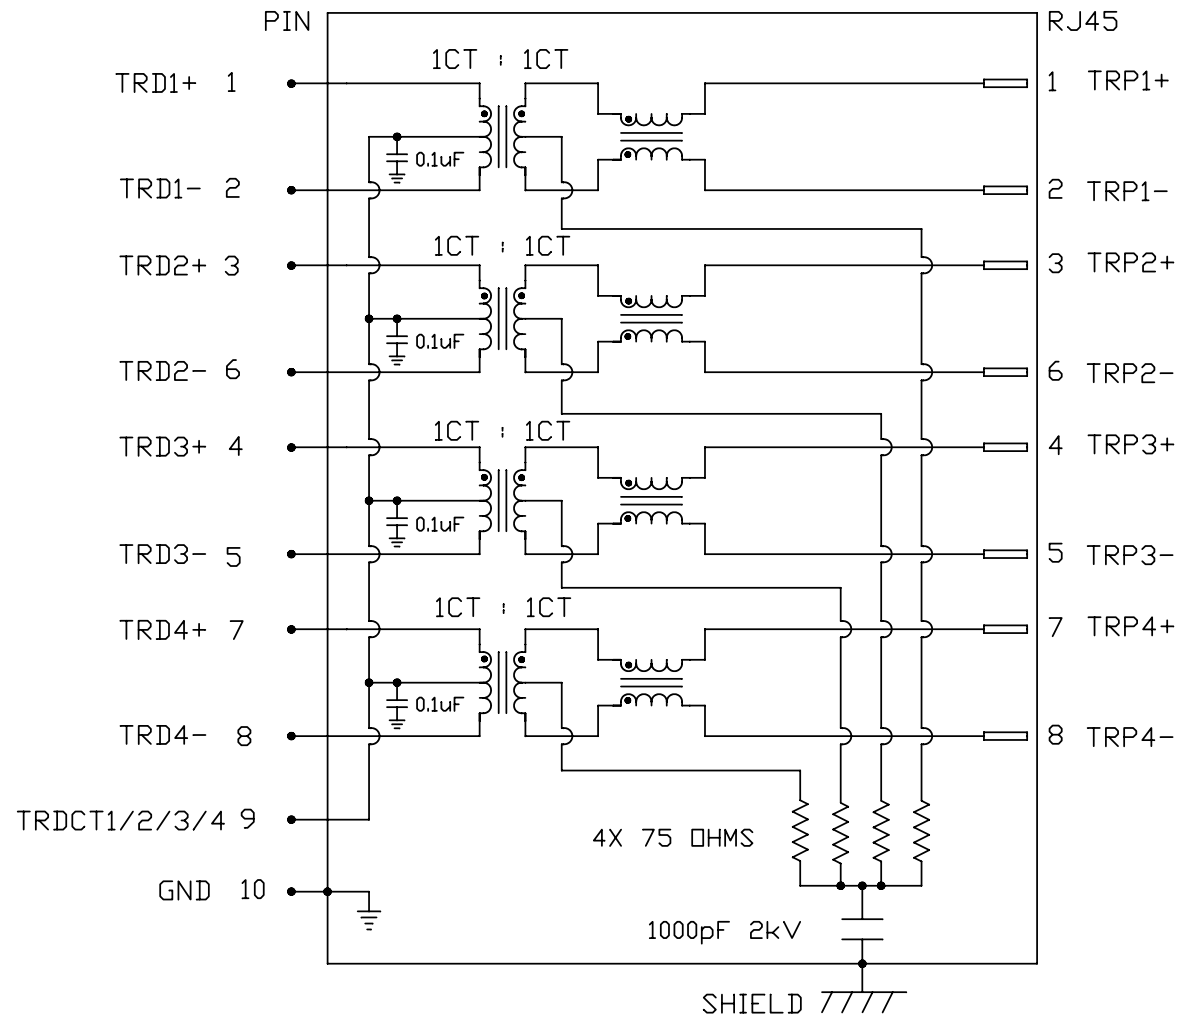 PIN RJ45
1CT : 1CT
TRD1+ 1 1 TRP1+
0.1uF
TRD1- 2 2 TRP1-
1CT : 1CT
TRD2+ 3 3 TRP2+
0.1uF
TRD2- 6 6 TRP2-
1CT : 1CT
TRD3+ 4 4 TRP3+
0.1uF
TRD3- 5 5 TRP3-
1CT : 1CT
TRD4+ 7 7 TRP4+
0.1uF
TRD4- 8 8 TRP4-
TRDCT1/2/3/4 9
4X 75 OHMS
GND 10
1000pF 2kV
SHIELD